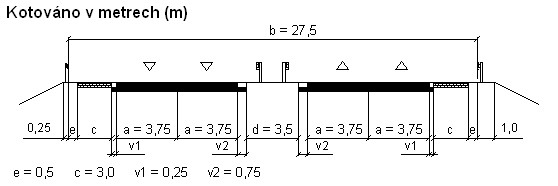 Kotováno v metrech (m)
b = 27,5
0,25 e c a = 3,75 a = 3,75 d = 3,5 a = 3,75 a = 3,75 e c 1,0
v1 v2 v2 v1
e = 0,5 c = 3,0 v1 = 0,25 v2 = 0,75